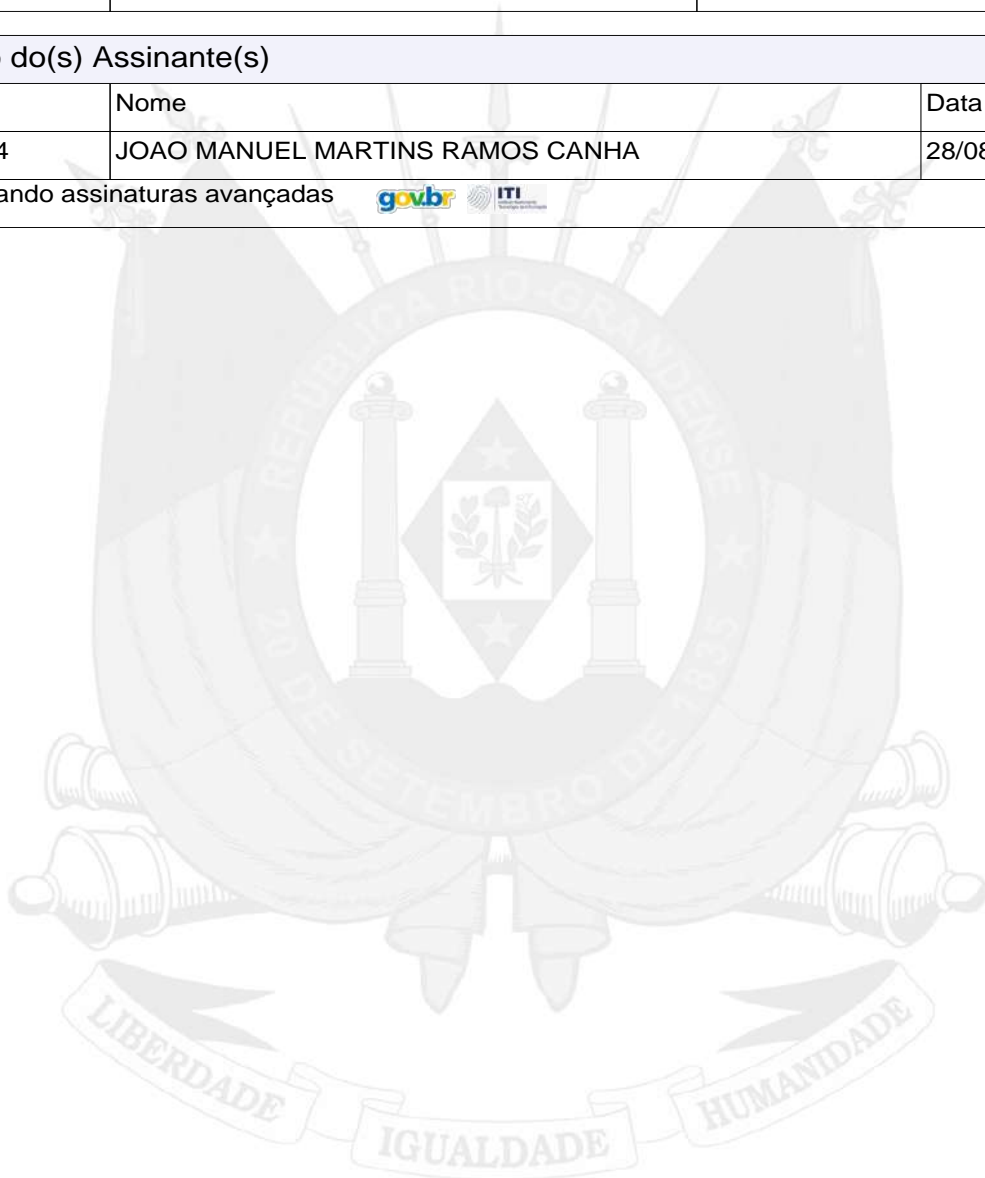 do(s) Assinante(s)
Nome
Data
4
JOAO MANUEL MARTINS RAMOS CANHA
28/08
ando assinaturas avançadas
gov.br
ITI
REPÚBLICA RIO-GRANDENSE
20 DE SETEMBRO DE 1835
LIBERDADE
IGUALDADE
HUMANIDADE